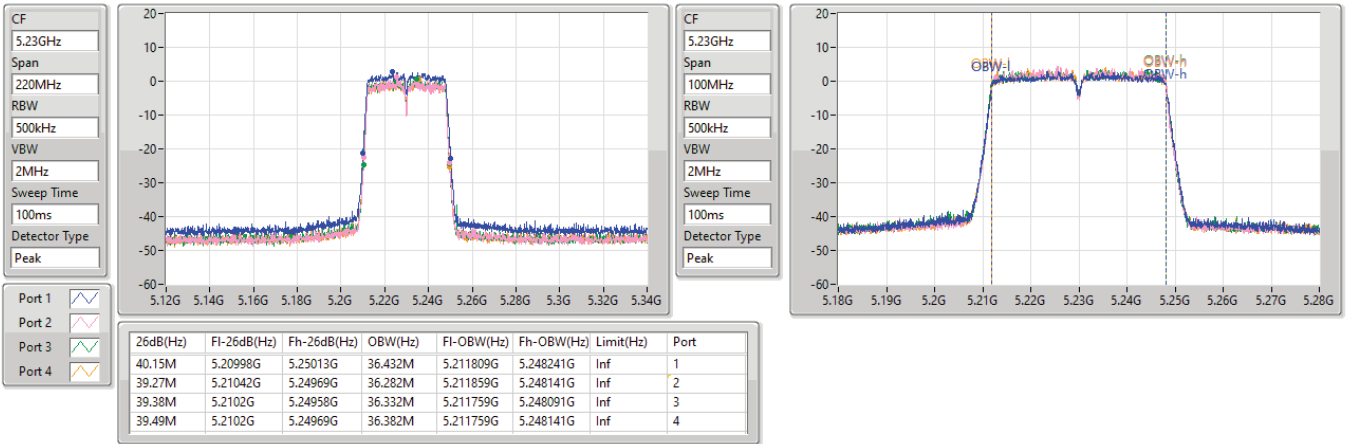 CF
5.23GHz
Span
220MHz
RBW
500kHz
VBW
2MHz
Sweep Time
100ms
Detector Type
Peak
Port 1
Port 2
Port 3
Port 4
20
10
0
-10
-20
-30
-40
-50
-60
5.12G 5.14G 5.16G 5.18G 5.2G 5.22G 5.24G 5.26G 5.28G 5.3G 5.32G 5.34G
CF
5.23GHz
Span
100MHz
RBW
500kHz
VBW
2MHz
Sweep Time
100ms
Detector Type
Peak
20
10
0
-10
-20
-30
-40
-50
-60
OBW-l
OBW-h
OBW-h
5.18G 5.19G 5.2G 5.21G 5.22G 5.23G 5.24G 5.25G 5.26G 5.27G 5.28G
26dB(Hz) Fl-26dB(Hz) Fh-26dB(Hz) OBW(Hz) Fl-OBW(Hz) Fh-OBW(Hz) Limit(Hz) Port
40.15M 5.20998G 5.25013G 36.432M 5.211809G 5.248241G Inf 1
39.27M 5.21042G 5.24969G 36.282M 5.211859G 5.248141G Inf 2
39.38M 5.2102G 5.24958G 36.332M 5.211759G 5.248091G Inf 3
39.49M 5.2102G 5.24969G 36.382M 5.211759G 5.248141G Inf 4